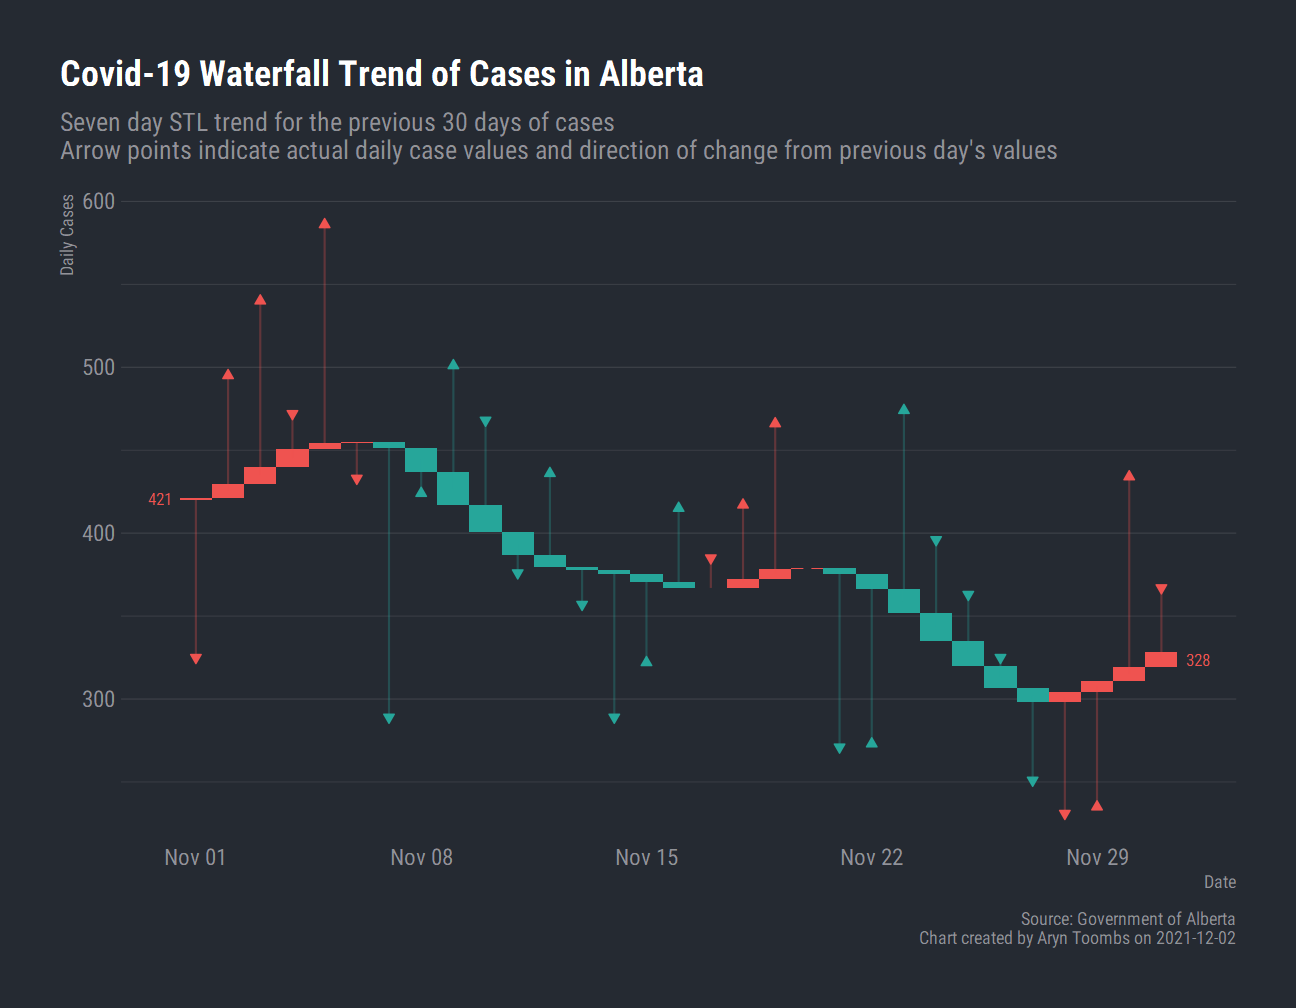 Covid-19 Waterfall Trend of Cases in Alberta
Seven day STL trend for the previous 30 days of cases
Arrow points indicate actual daily case values and direction of change from previous day's values
Daily Cases
600
500
400
300
421
328
Nov 01
Nov 08
Nov 15
Nov 22
Nov 29
Date
Source: Government of Alberta
Chart created by Aryn Toombs on 2021-12-02